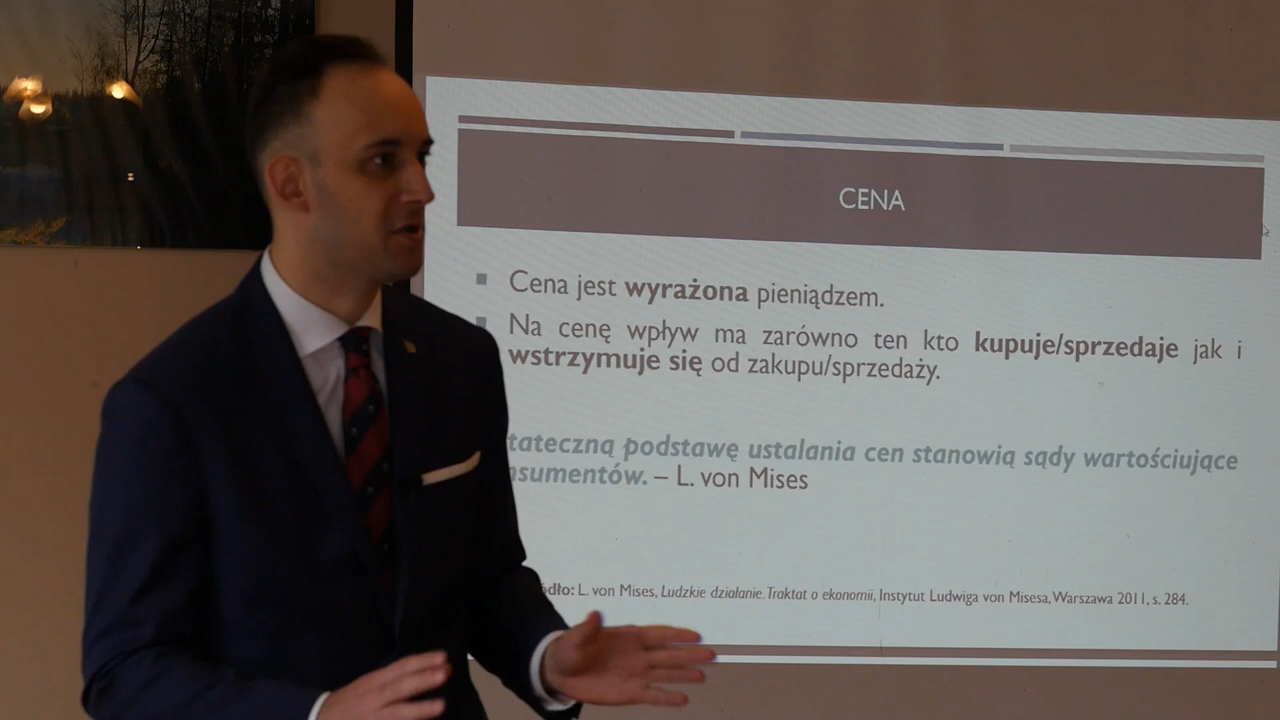 CENA
Cena jest wyrażona pieniądzem.
Na cenę wpływ ma zarówno ten kto kupuje/sprzedaje jak i
wstrzymuje się od zakupu/sprzedaży.
tateczną podstawę ustalania cen stanowią sądy wartościujące
nsumentów. – L. von Mises
dło: L. von Mises, Ludzkie działanie. Traktat o ekonomii, Instytut Ludwiga von Misesa, Warszawa 2011, s. 284.